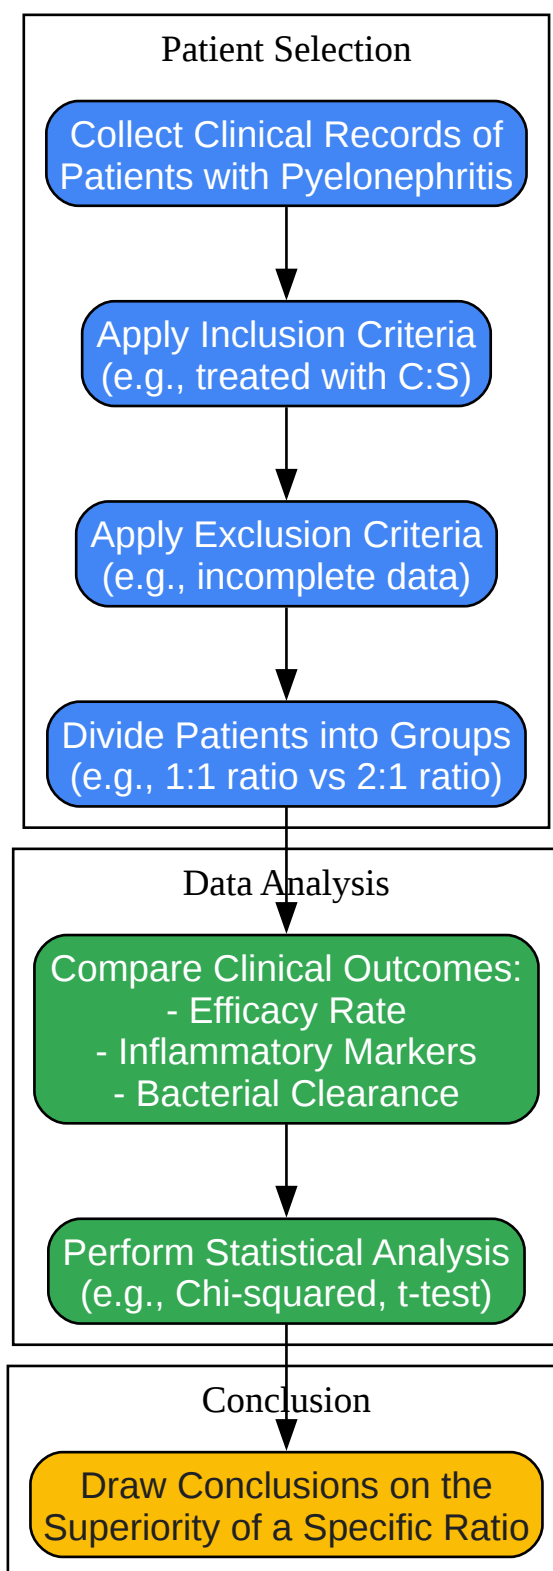 Patient Selection
Collect Clinical Records of
Patients with Pyelonephritis
Apply Inclusion Criteria
(e.g., treated with C:S)
Apply Exclusion Criteria
(e.g., incomplete data)
Divide Patients into Groups
(e.g., 1:1 ratio vs 2:1 ratio)
Data Analysis
Compare Clinical Outcomes:
- Efficacy Rate
- Inflammatory Markers
- Bacterial Clearance
Perform Statistical Analysis
(e.g., Chi-squared, t-test)
Conclusion
Draw Conclusions on the
Superiority of a Specific Ratio